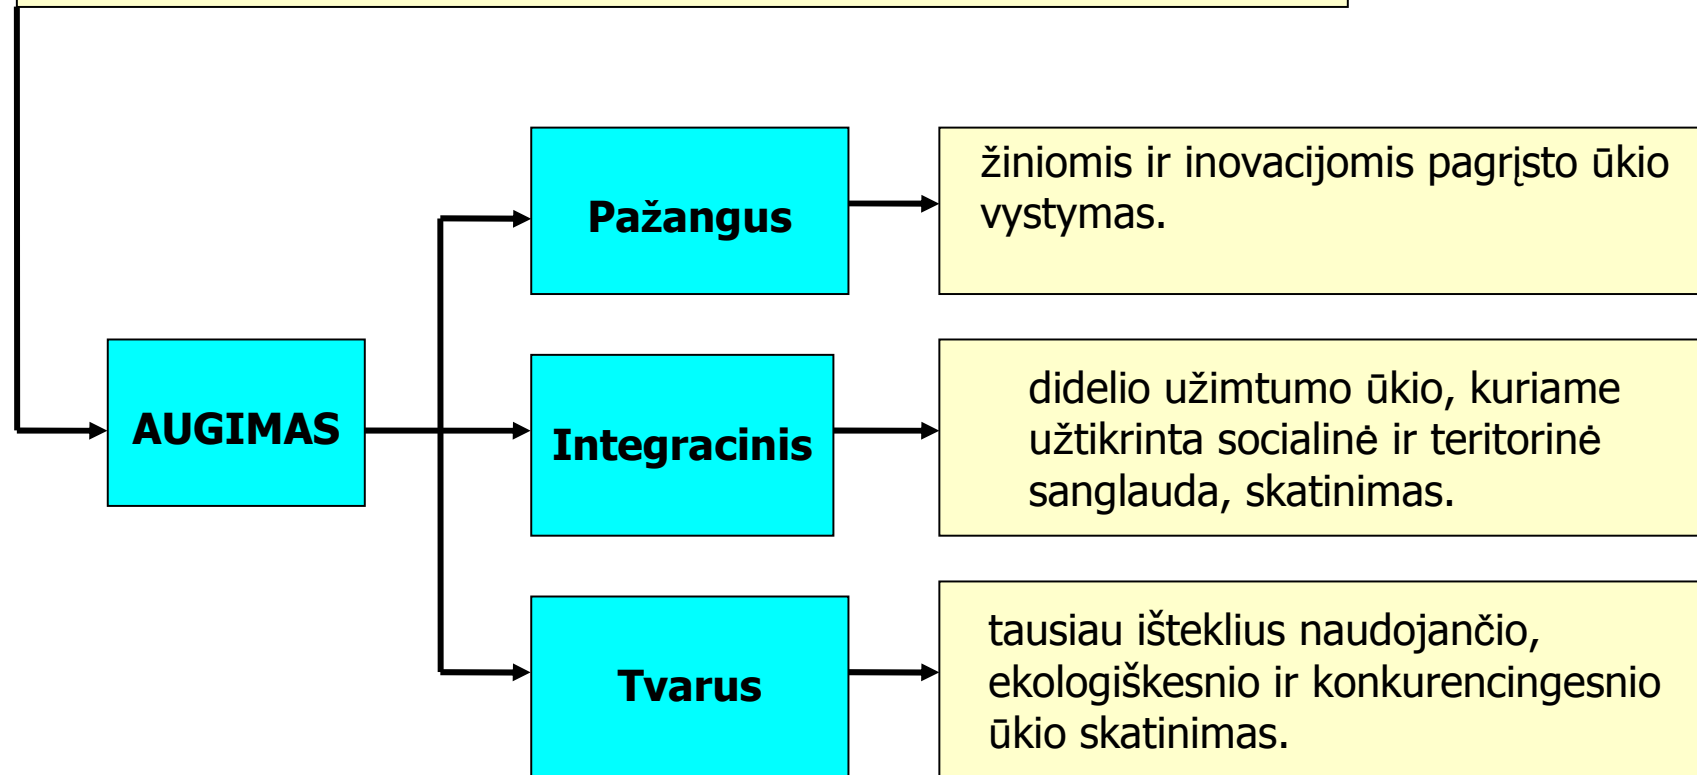 Pažangus
žiniomis ir inovacijomis pagrįsto ūkio
vystymas.
AUGIMAS
Integracinis
didelio užimtumo ūkio, kuriame
užtikrinta socialinė ir teritorinė
sanglauda, skatinimas.
Tvarus
tausiau išteklius naudojančio,
ekologiškesnio ir konkurencingesnio
ūkio skatinimas.